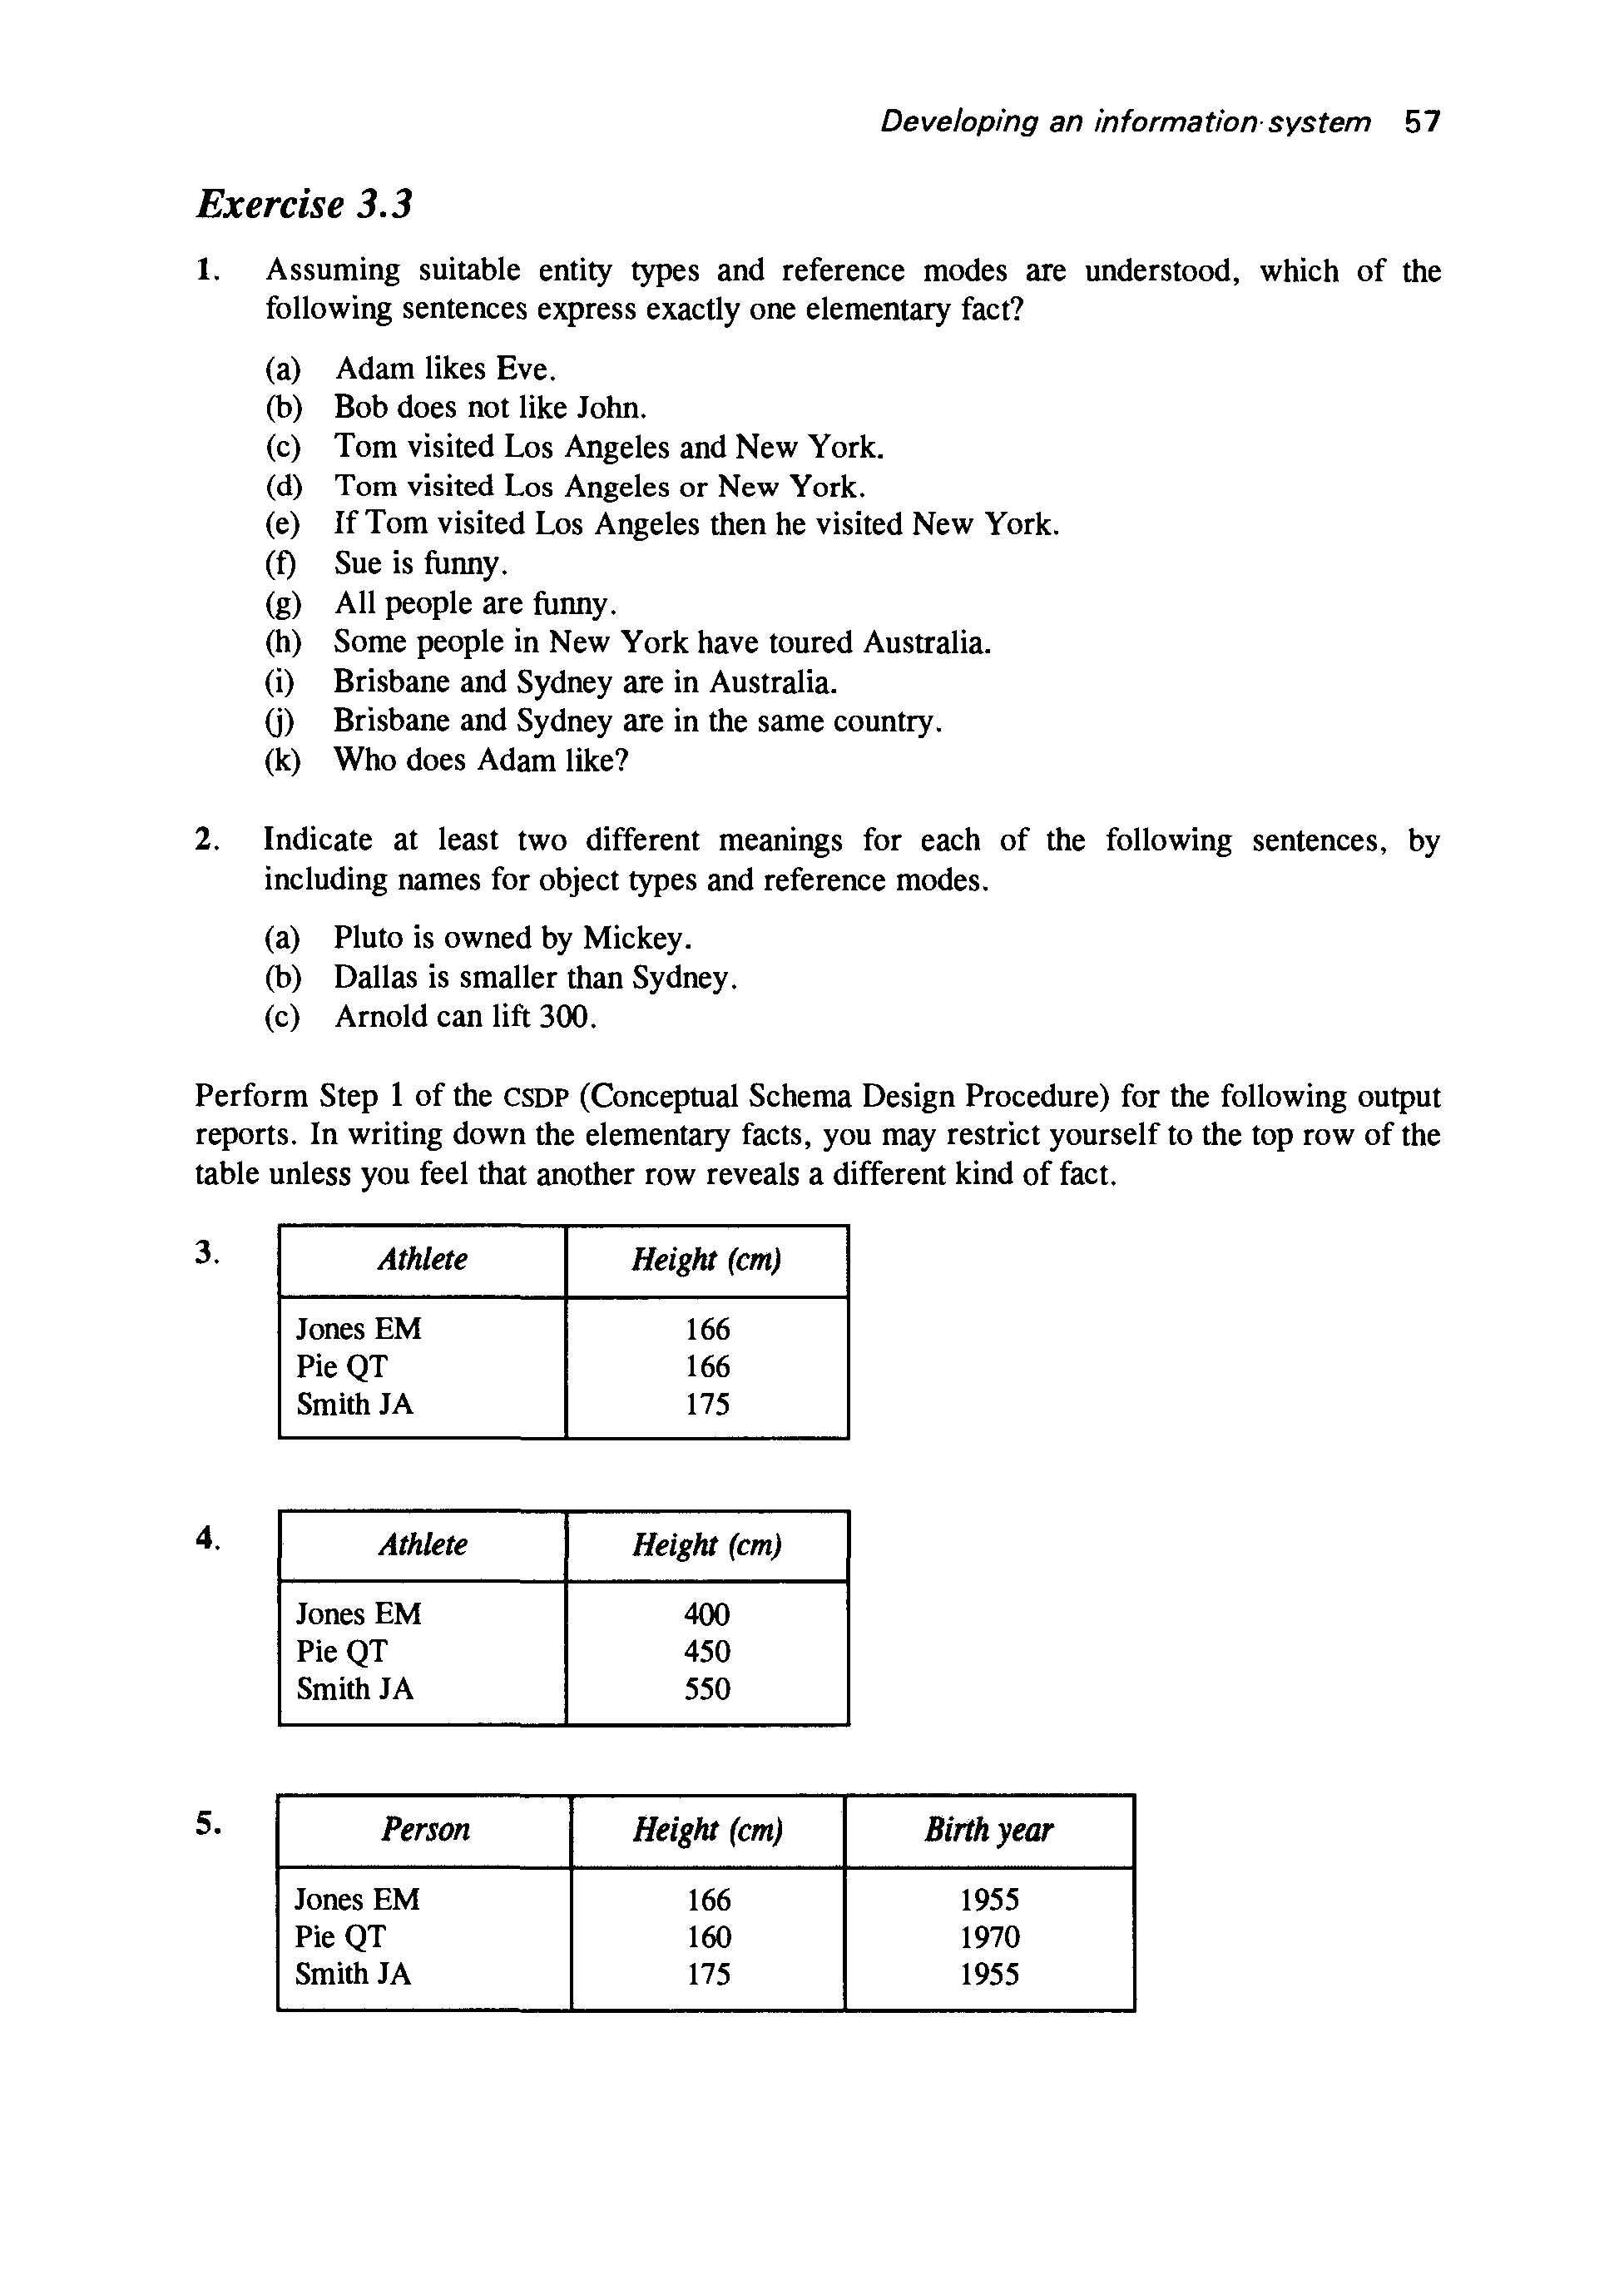 Developing an information system 57
Exercise 3.3
1. Assuming suitable entity types and reference modes are understood, which of the
following sentences express exactly one elementary fact?
(a) Adam likes Eve.
(b) Bob does not like John.
(c) Tom visited Los Angeles and New York.
(d) Tom visited Los Angeles or New York.
(e) If Tom visited Los Angeles then he visited New York.
(f) Sue is funny.
(g) All people are funny.
(h) Some people in New York have toured Australia.
(i) Brisbane and Sydney are in Australia.
(j) Brisbane and Sydney are in the same country.
(k) Who does Adam like?
2. Indicate at least two different meanings for each of the following sentences, by
including names for object types and reference modes.
(a) Pluto is owned by Mickey.
(b) Dallas is smaller than Sydney.
(c) Arnold can lift 300.
Perform Step 1 of the CSDP (Conceptual Schema Design Procedure) for the following output
reports. In writing down the elementary facts, you may restrict yourself to the top row of the
table unless you feel that another row reveals a different kind of fact.
3. Athlete Height (cm)
Jones EM 166
Pie QT 166
Smith JA 175
4. Athlete Height (cm)
Jones EM 400
Pie QT 450
Smith JA 550
5. Person Height (cm) Birth year
Jones EM 166 1955
Pie QT 160 1970
Smith JA 175 1955